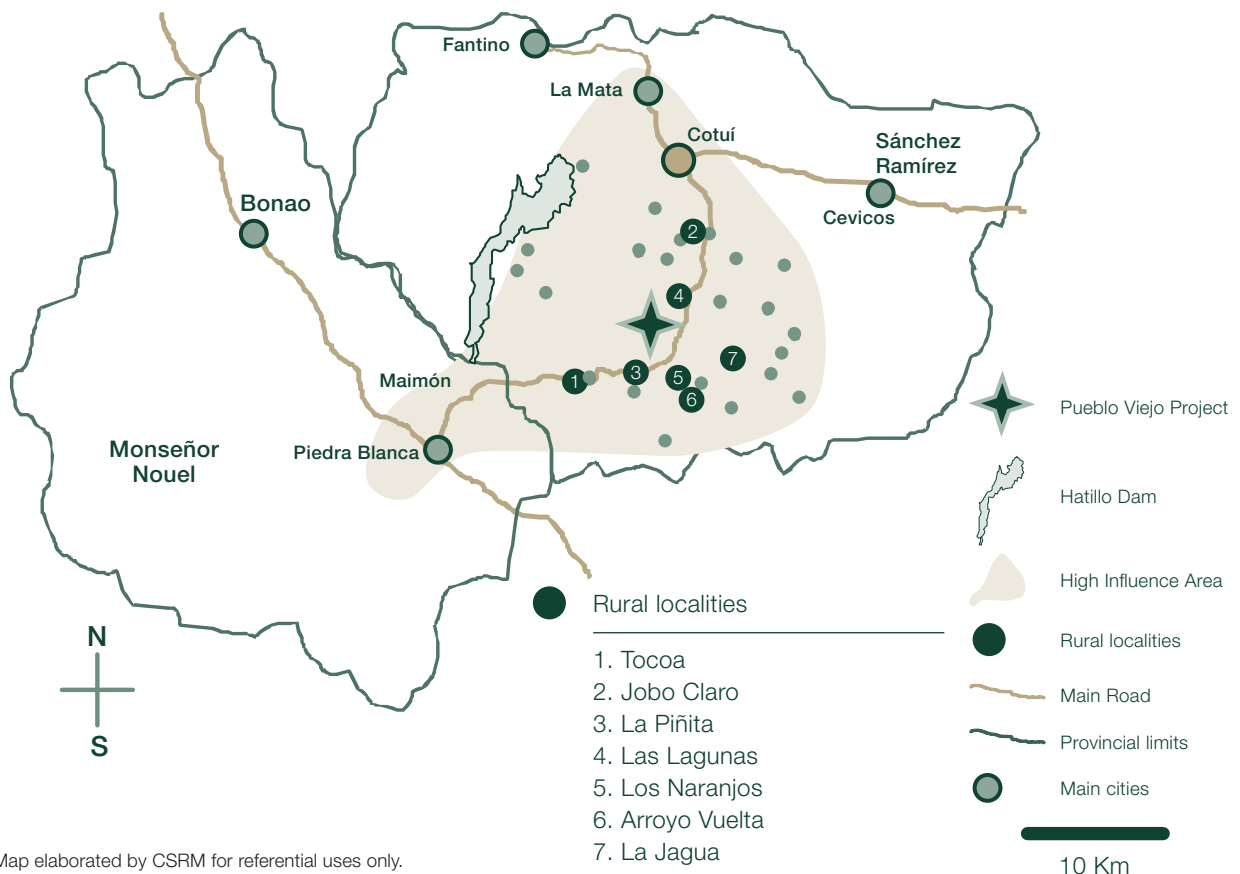 Fantino
La Mata
Cotuí
Sánchez
Ramírez
Bonao
Cevicos
2
4
7
Maimón
1
3
5
6
Pueblo Viejo Project
Monseñor
Nouel
Piedra Blanca
Hatillo Dam
High Influence Area
Rural localities
Rural localities
N
S
1. Tocoa
2. Jobo Claro
3. La Piñita
4. Las Lagunas
5. Los Naranjos
6. Arroyo Vuelta
7. La Jagua
Main Road
Provincial limits
Main cities
10 Km
Map elaborated by CSRM for referential uses only.